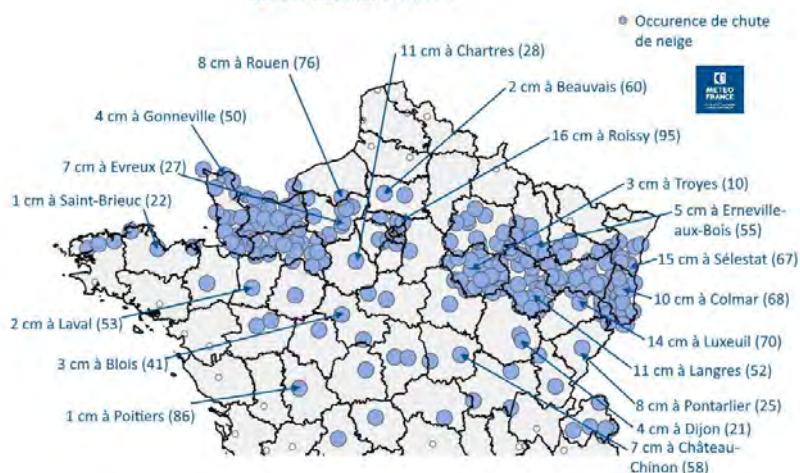 Occurence de chute
de neige
METEO
FRANCE
11 cm à Chartres (28)
8 cm à Rouen (76)
2 cm à Beauvais (60)
4 cm à Gonneville (50)
16 cm à Roissy (95)
7 cm à Evreux (27)
3 cm à Troyes (10)
1 cm à Saint-Brieuc (22)
5 cm à Erneville-
aux-Bois (55)
15 cm à Sélestat (67)
10 cm à Colmar (68)
2 cm à Laval (53)
14 cm à Luxeuil (70)
3 cm à Blois (41)
11 cm à Langres (52)
8 cm à Pontarlier (25)
1 cm à Poitiers (86)
4 cm à Dijon (21)
7 cm à Château-
Chinon (58)